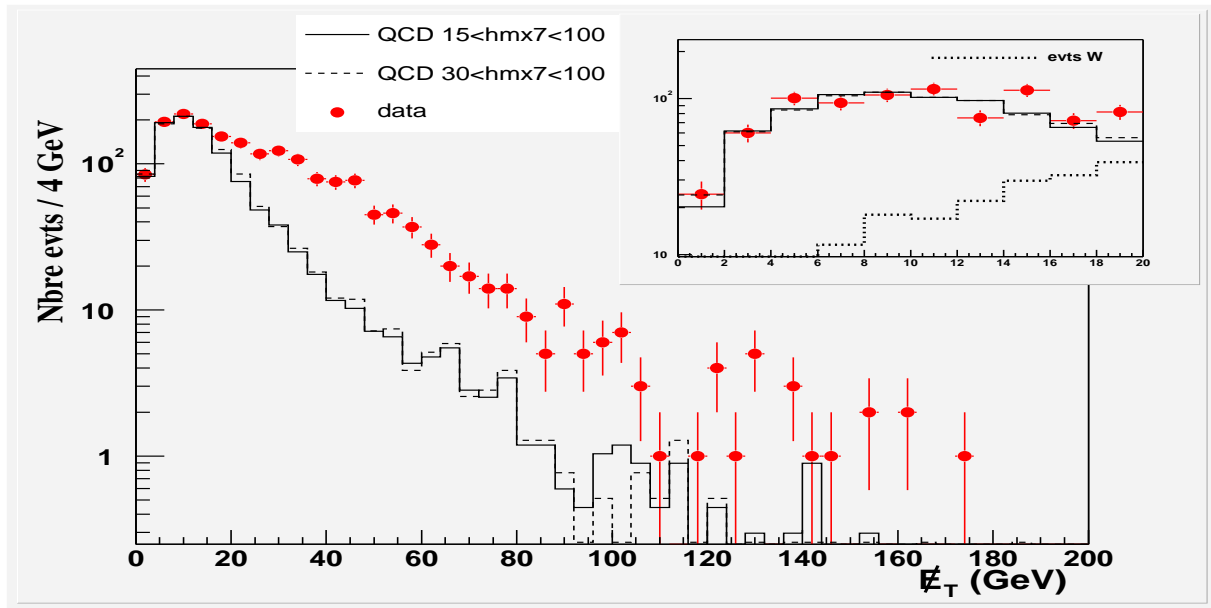 QCD 15<hmx7<100
QCD 30<hmx7<100
data
Nbre evts / 4 GeV
10²
10
1
0 20 40 60 80 100 120 140 160 180 200
E̸_T (GeV)
evts W
10²
10
0 2 4 6 8 10 12 14 16 18 20